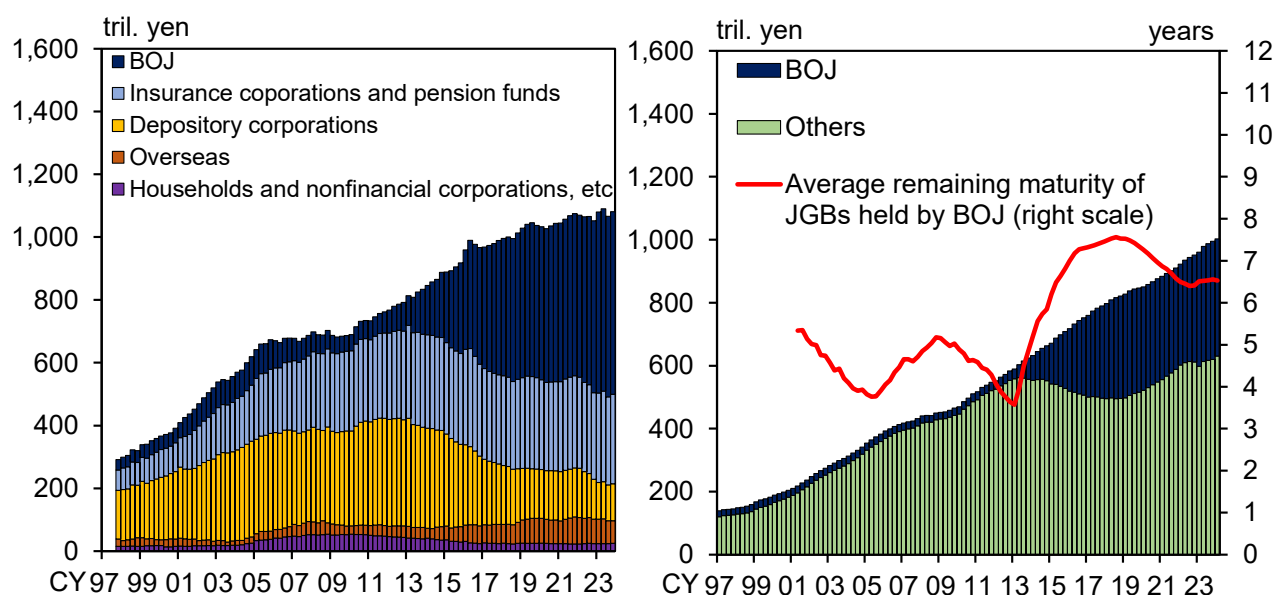 tril. yen
1,600
1,400
1,200
1,000
800
600
400
200
0
BOJ
Insurance coporations and pension funds
Depository corporations
Overseas
Households and nonfinancial corporations, etc
CY 97 99 01 03 05 07 09 11 13 15 17 19 21 23
tril. yen
years
1,600
1,400
1,200
1,000
800
600
400
200
0
BOJ
Others
Average remaining maturity of
JGBs held by BOJ (right scale)
12
11
10
9
8
7
6
5
4
3
2
1
0
CY 97 99 01 03 05 07 09 11 13 15 17 19 21 23